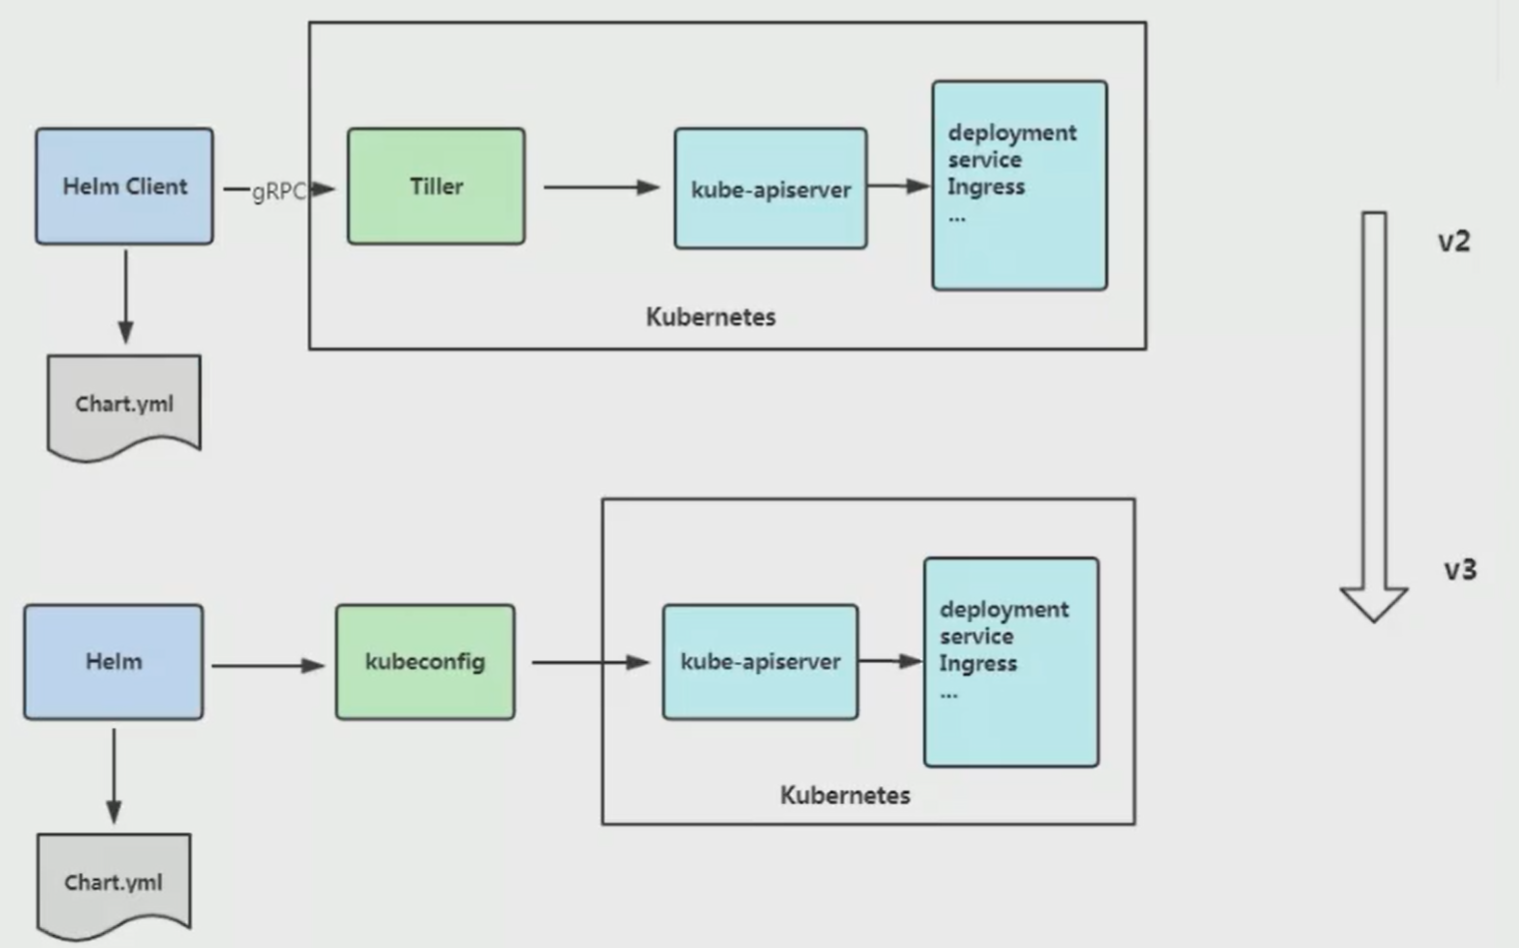 Helm Client
gRPC
Tiller
kube-apiserver
deployment
service
Ingress
...
Kubernetes
Chart.yml
v2
v3
Helm
kubeconfig
kube-apiserver
deployment
service
Ingress
...
Kubernetes
Chart.yml